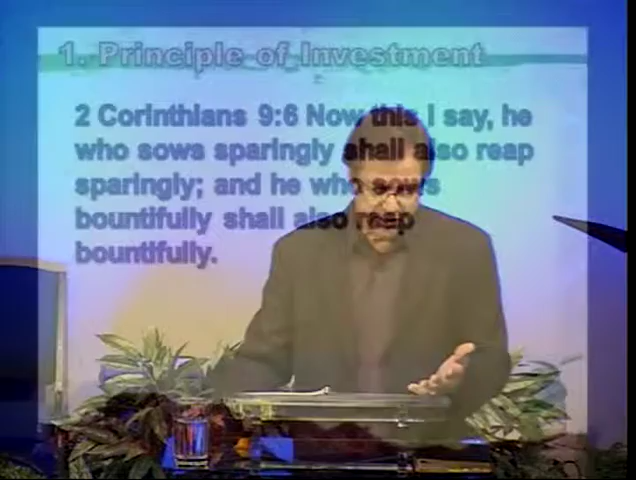 1. Principle of Investment
2 Corinthians 9:6 Now this I say, he
who sows sparingly shall also reap
sparingly; and he who sows
bountifully shall also reap
bountifully.